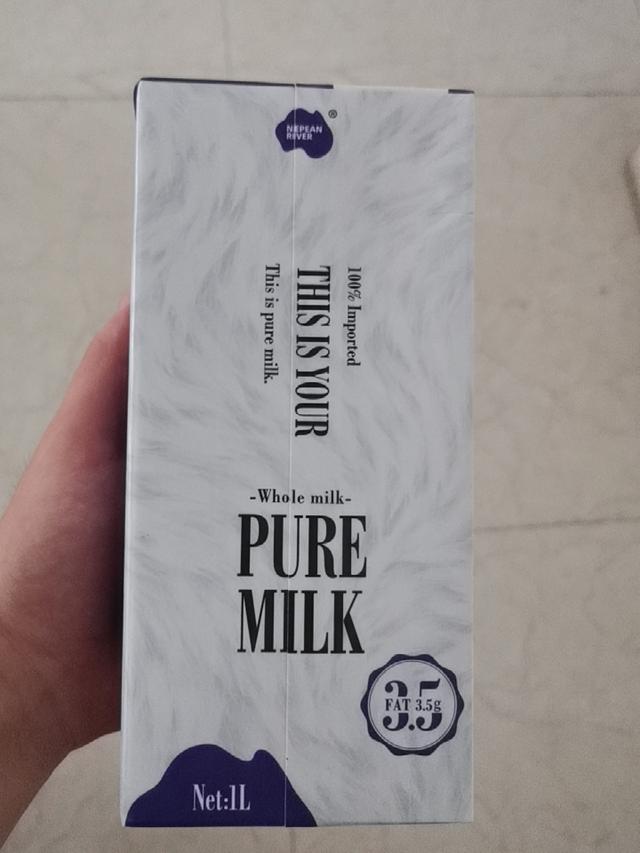 NEPEAN
RIVER
®
100% Imported
THIS IS YOUR
This is pure milk.
-Whole milk-
PURE
MILK
3.5
FAT 3.5g
Net:1L